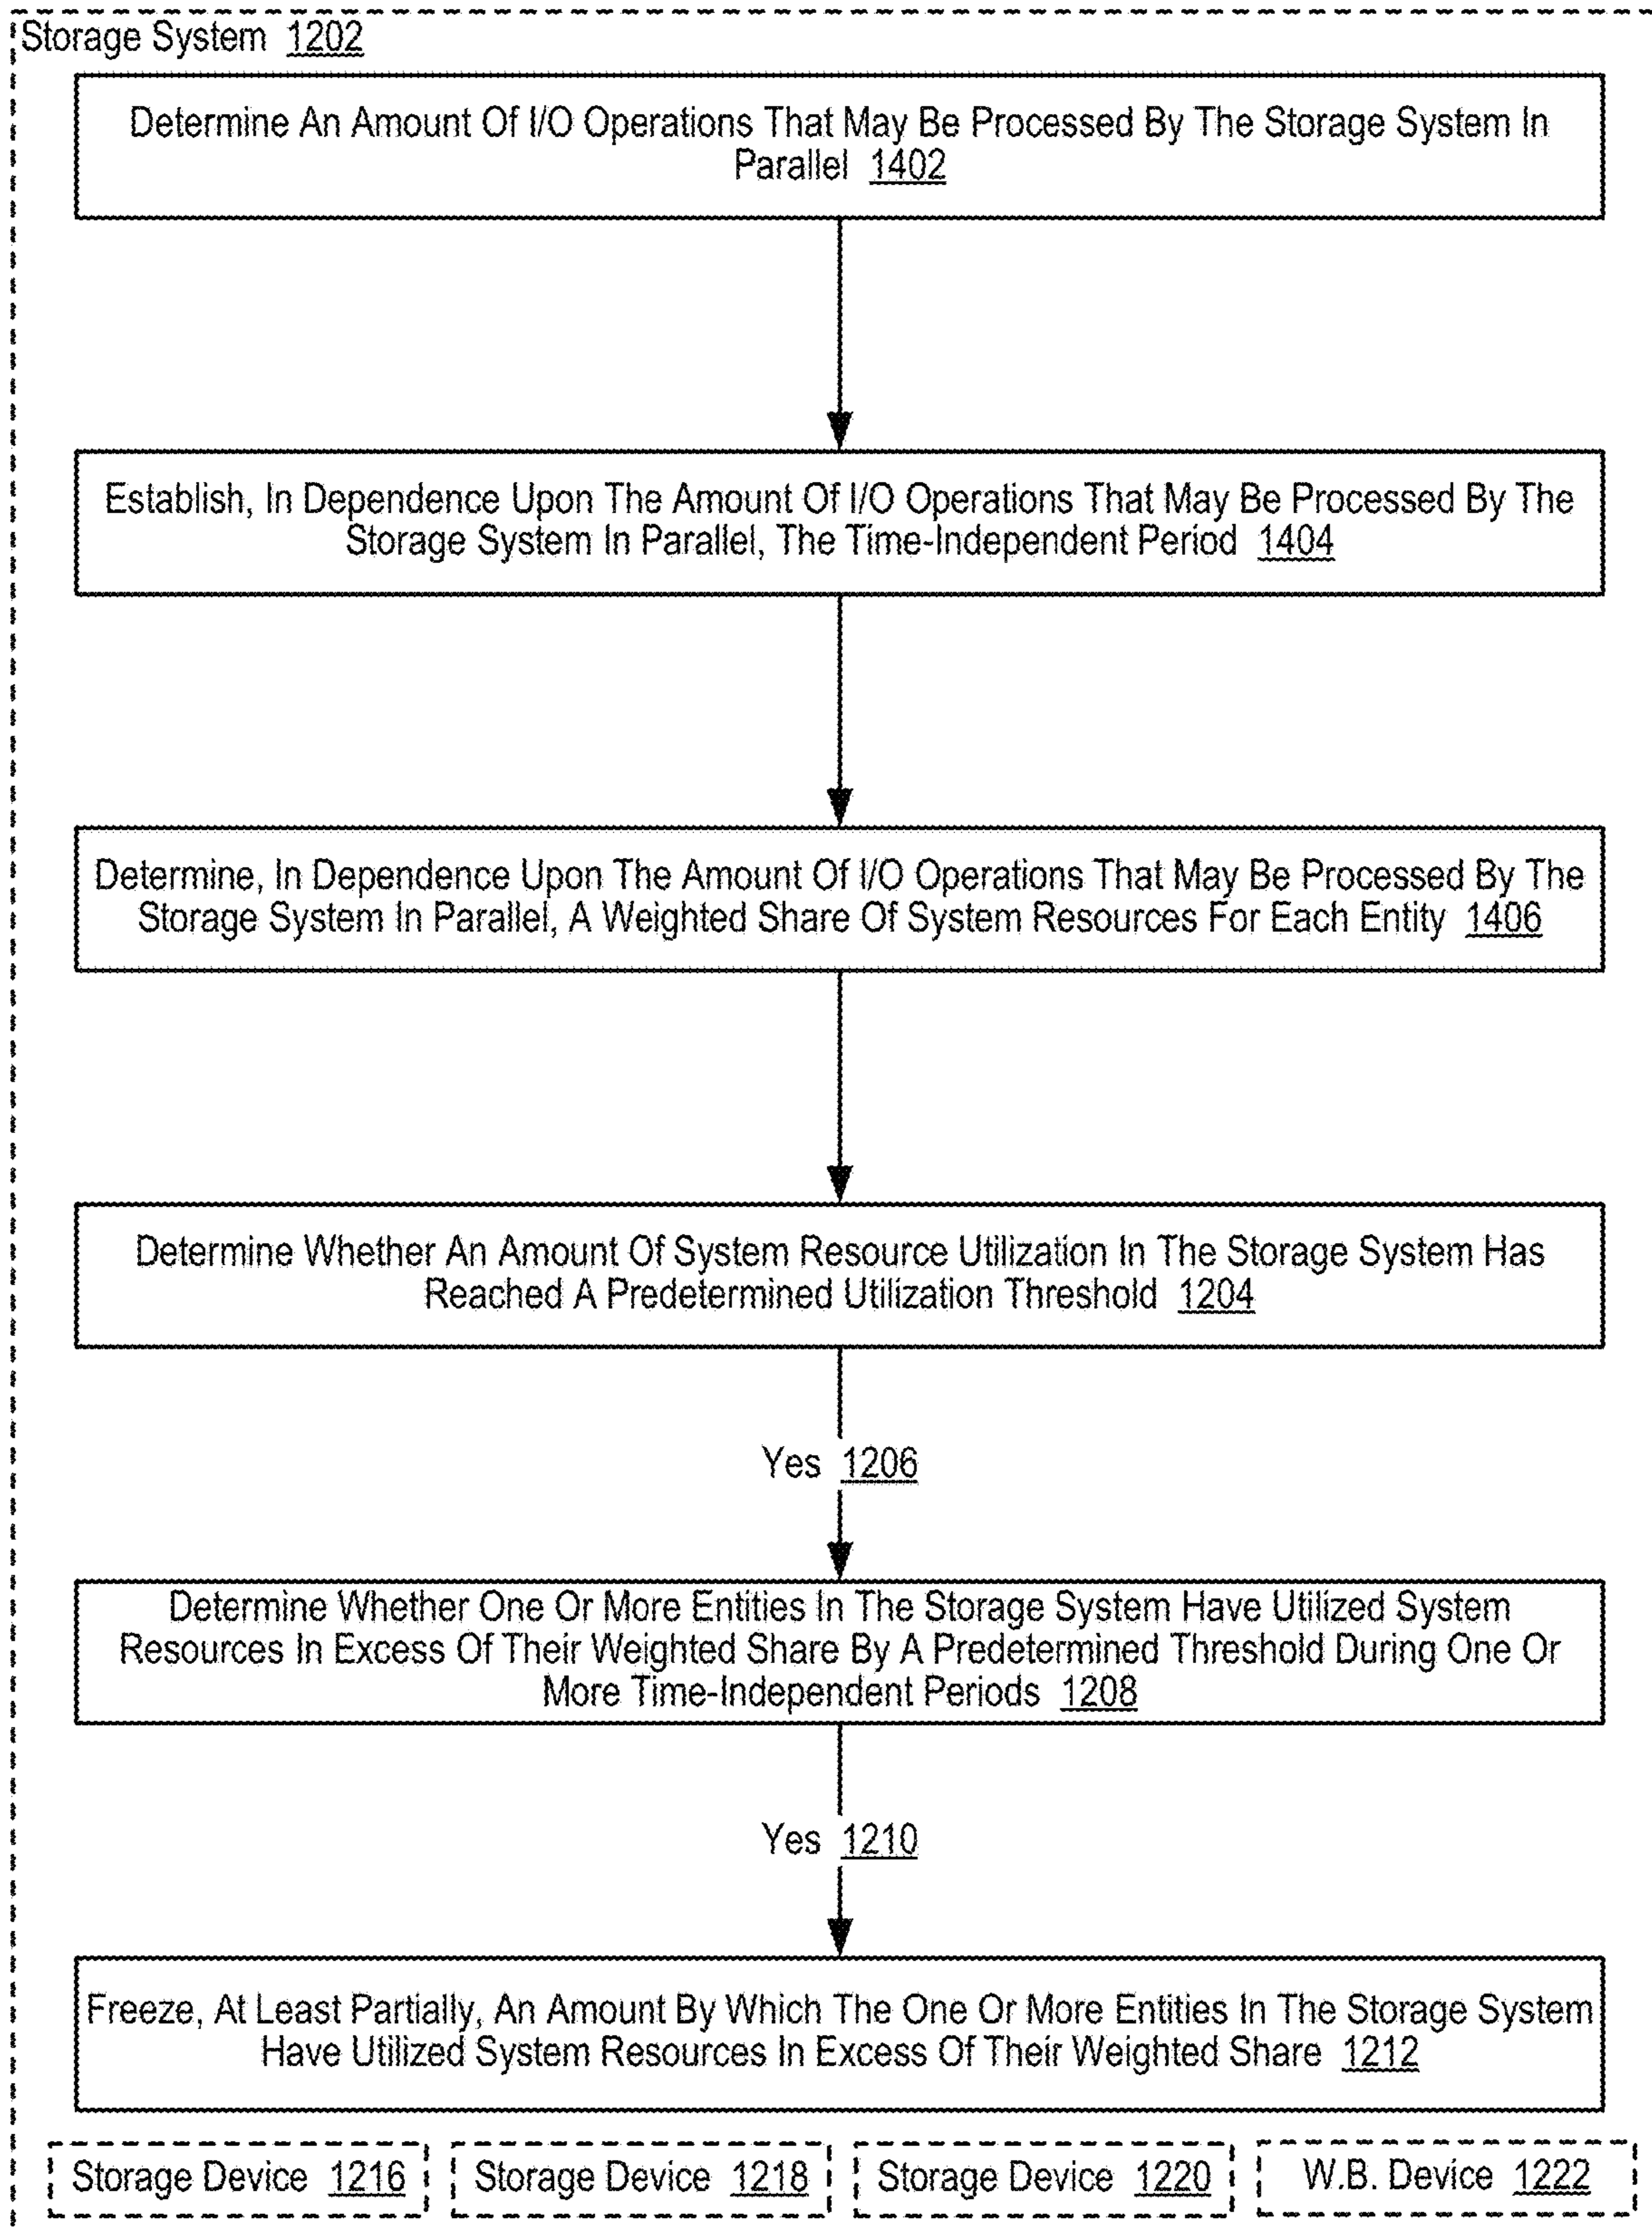 Storage System 1202
Determine An Amount Of I/O Operations That May Be Processed By The Storage System In
Parallel 1402
Establish, In Dependence Upon The Amount Of I/O Operations That May Be Processed By The
Storage System In Parallel, The Time-Independent Period 1404
Determine, In Dependence Upon The Amount Of I/O Operations That May Be Processed By The
Storage System In Parallel, A Weighted Share Of System Resources For Each Entity 1406
Determine Whether An Amount Of System Resource Utilization In The Storage System Has
Reached A Predetermined Utilization Threshold 1204
Yes 1206
Determine Whether One Or More Entities In The Storage System Have Utilized System
Resources In Excess Of Their Weighted Share By A Predetermined Threshold During One Or
More Time-Independent Periods 1208
Yes 1210
Freeze, At Least Partially, An Amount By Which The One Or More Entities In The Storage System
Have Utilized System Resources In Excess Of Their Weighted Share 1212
Storage Device 1216
Storage Device 1218
Storage Device 1220
W.B. Device 1222